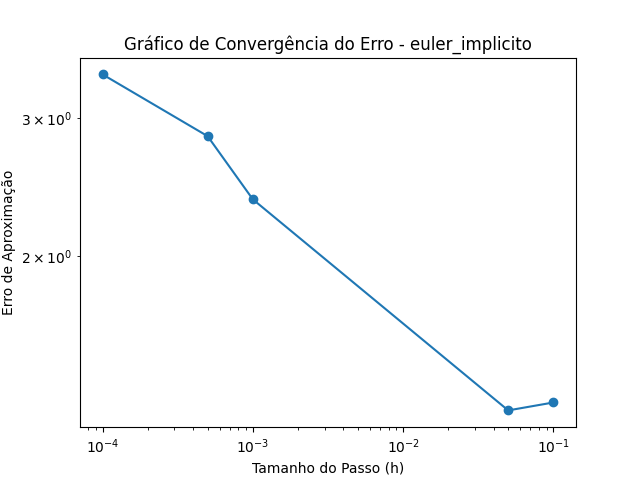 Gráfico de Convergência do Erro - euler_implicito
Erro de Aproximação
3 × 10⁰
2 × 10⁰
10⁻⁴
10⁻³
10⁻²
10⁻¹
Tamanho do Passo (h)